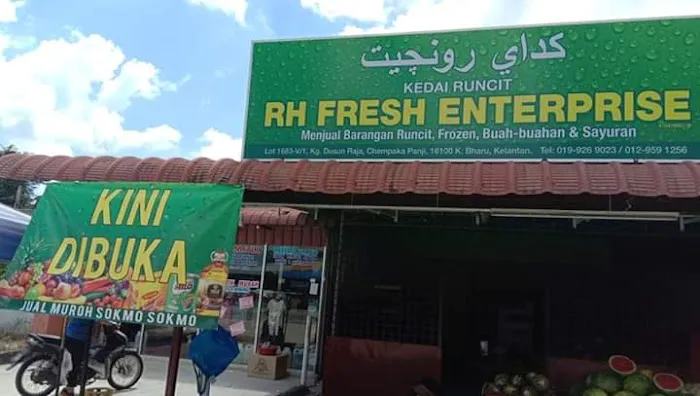 كداي رونچيت
KEDAI RUNCIT
RH FRESH ENTERPRISE
Menjual Barangan Runcit, Frozen, Buah-buahan & Sayuran
Lot 1683-V/1, Kg. Dusun Raja, Chempaka Panji, 16100 K. Bharu, Kelantan. Tel: 019-926 9023 / 012-959 1256
KINI
DIBUKA
JUAL MUROH SOKMO SOKMO